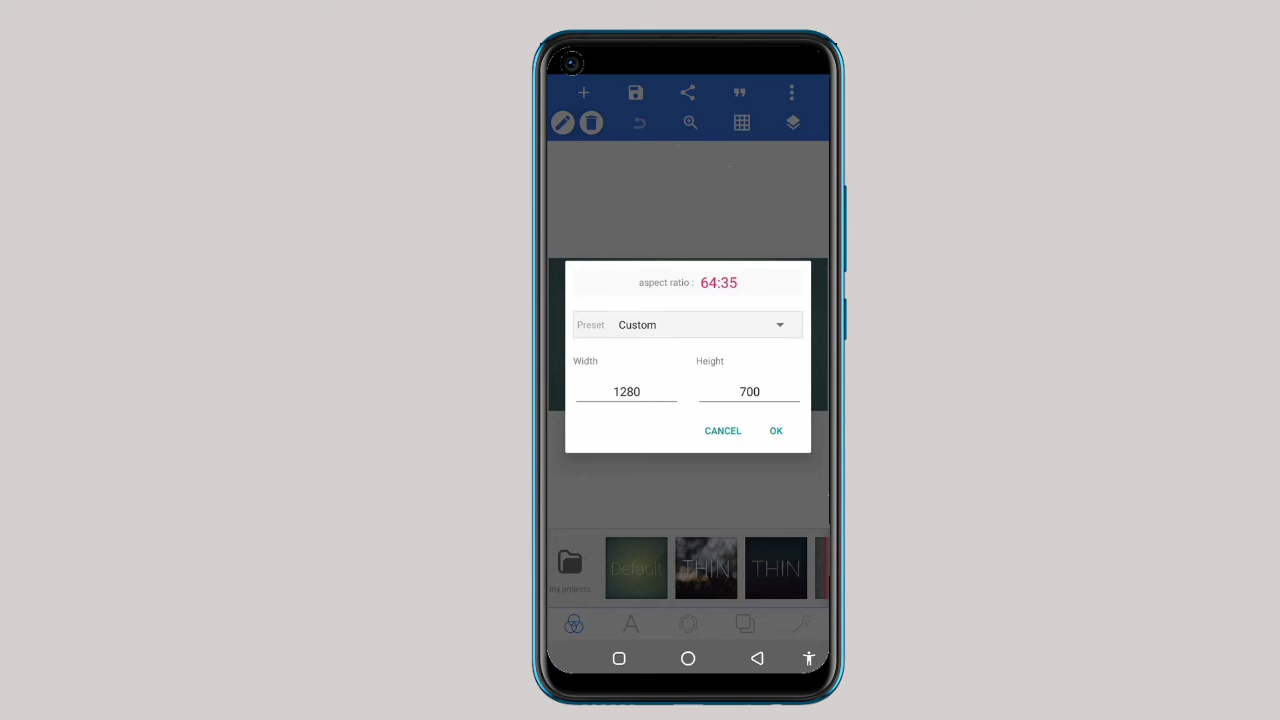 aspect ratio : 64:35
Preset Custom
Width Height
1280 700
CANCEL OK
Default THIN THIN
my projects